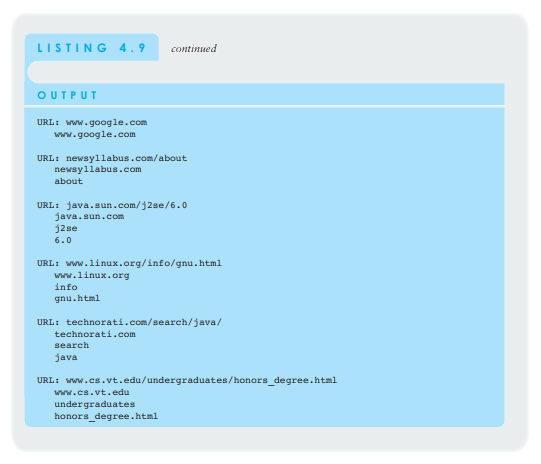 LISTING 4.9 continued
OUTPUT
URL: www.google.com
www.google.com
URL: newsyllabus.com/about
newsyllabus.com
about
URL: java.sun.com/j2se/6.0
java.sun.com
j2se
6.0
URL: www.linux.org/info/gnu.html
www.linux.org
info
gnu.html
URL: technorati.com/search/java/
technorati.com
search
java
URL: www.cs.vt.edu/undergraduates/honors_degree.html
www.cs.vt.edu
undergraduates
honors_degree.html